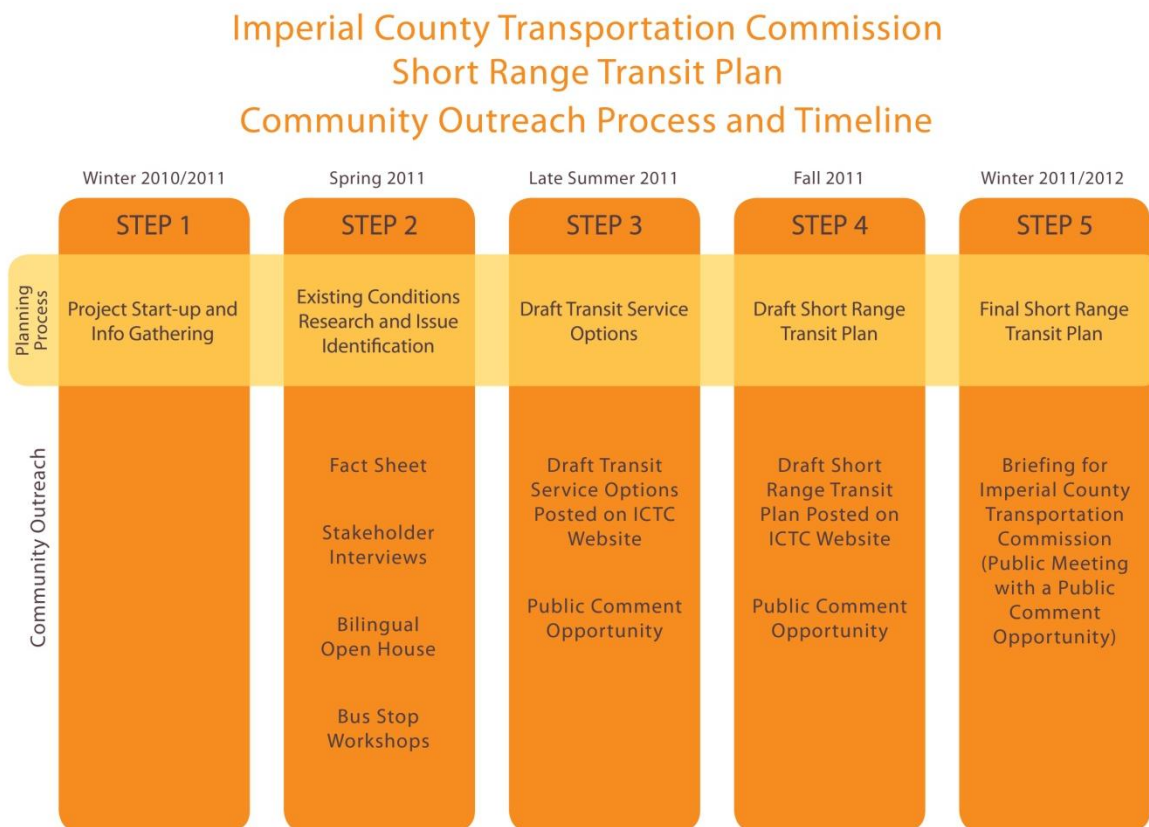 Imperial County Transportation Commission
Short Range Transit Plan
Community Outreach Process and Timeline
Winter 2010/2011
Spring 2011
Late Summer 2011
Fall 2011
Winter 2011/2012
STEP 1
STEP 2
STEP 3
STEP 4
STEP 5
Planning
Process
Project Start-up and
Info Gathering
Existing Conditions
Research and Issue
Identification
Draft Transit Service
Options
Draft Short Range
Transit Plan
Final Short Range
Transit Plan
Community Outreach
Fact Sheet
Stakeholder
Interviews
Bilingual
Open House
Bus Stop
Workshops
Draft Transit
Service Options
Posted on ICTC
Website
Public Comment
Opportunity
Draft Short
Range Transit
Plan Posted on
ICTC Website
Public Comment
Opportunity
Briefing for
Imperial County
Transportation
Commission
(Public Meeting
with a Public
Comment
Opportunity)